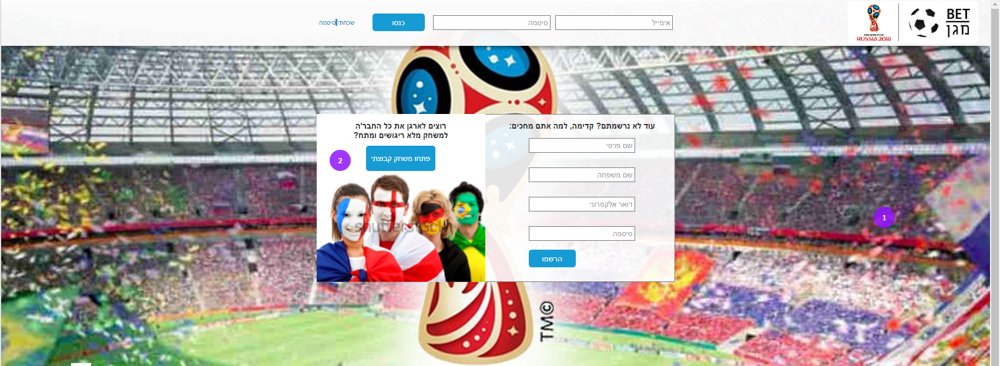 BET
מגן
FIFA WORLD CUP
RUSSIA 2018
אימייל
סיסמה
כנסו
שכחתי סיסמה
עוד לא נרשמתם? קדימה, למה אתם מחכים:
שם פרטי
שם משפחה
דואר אלקטרוני
סיסמה
הרשמו
רוצים לארגן את כל החבר'ה
למשחק מלא ריגושים ומתח?
פתחו משחק קבוצתי
2
shutterstock
1
TM©